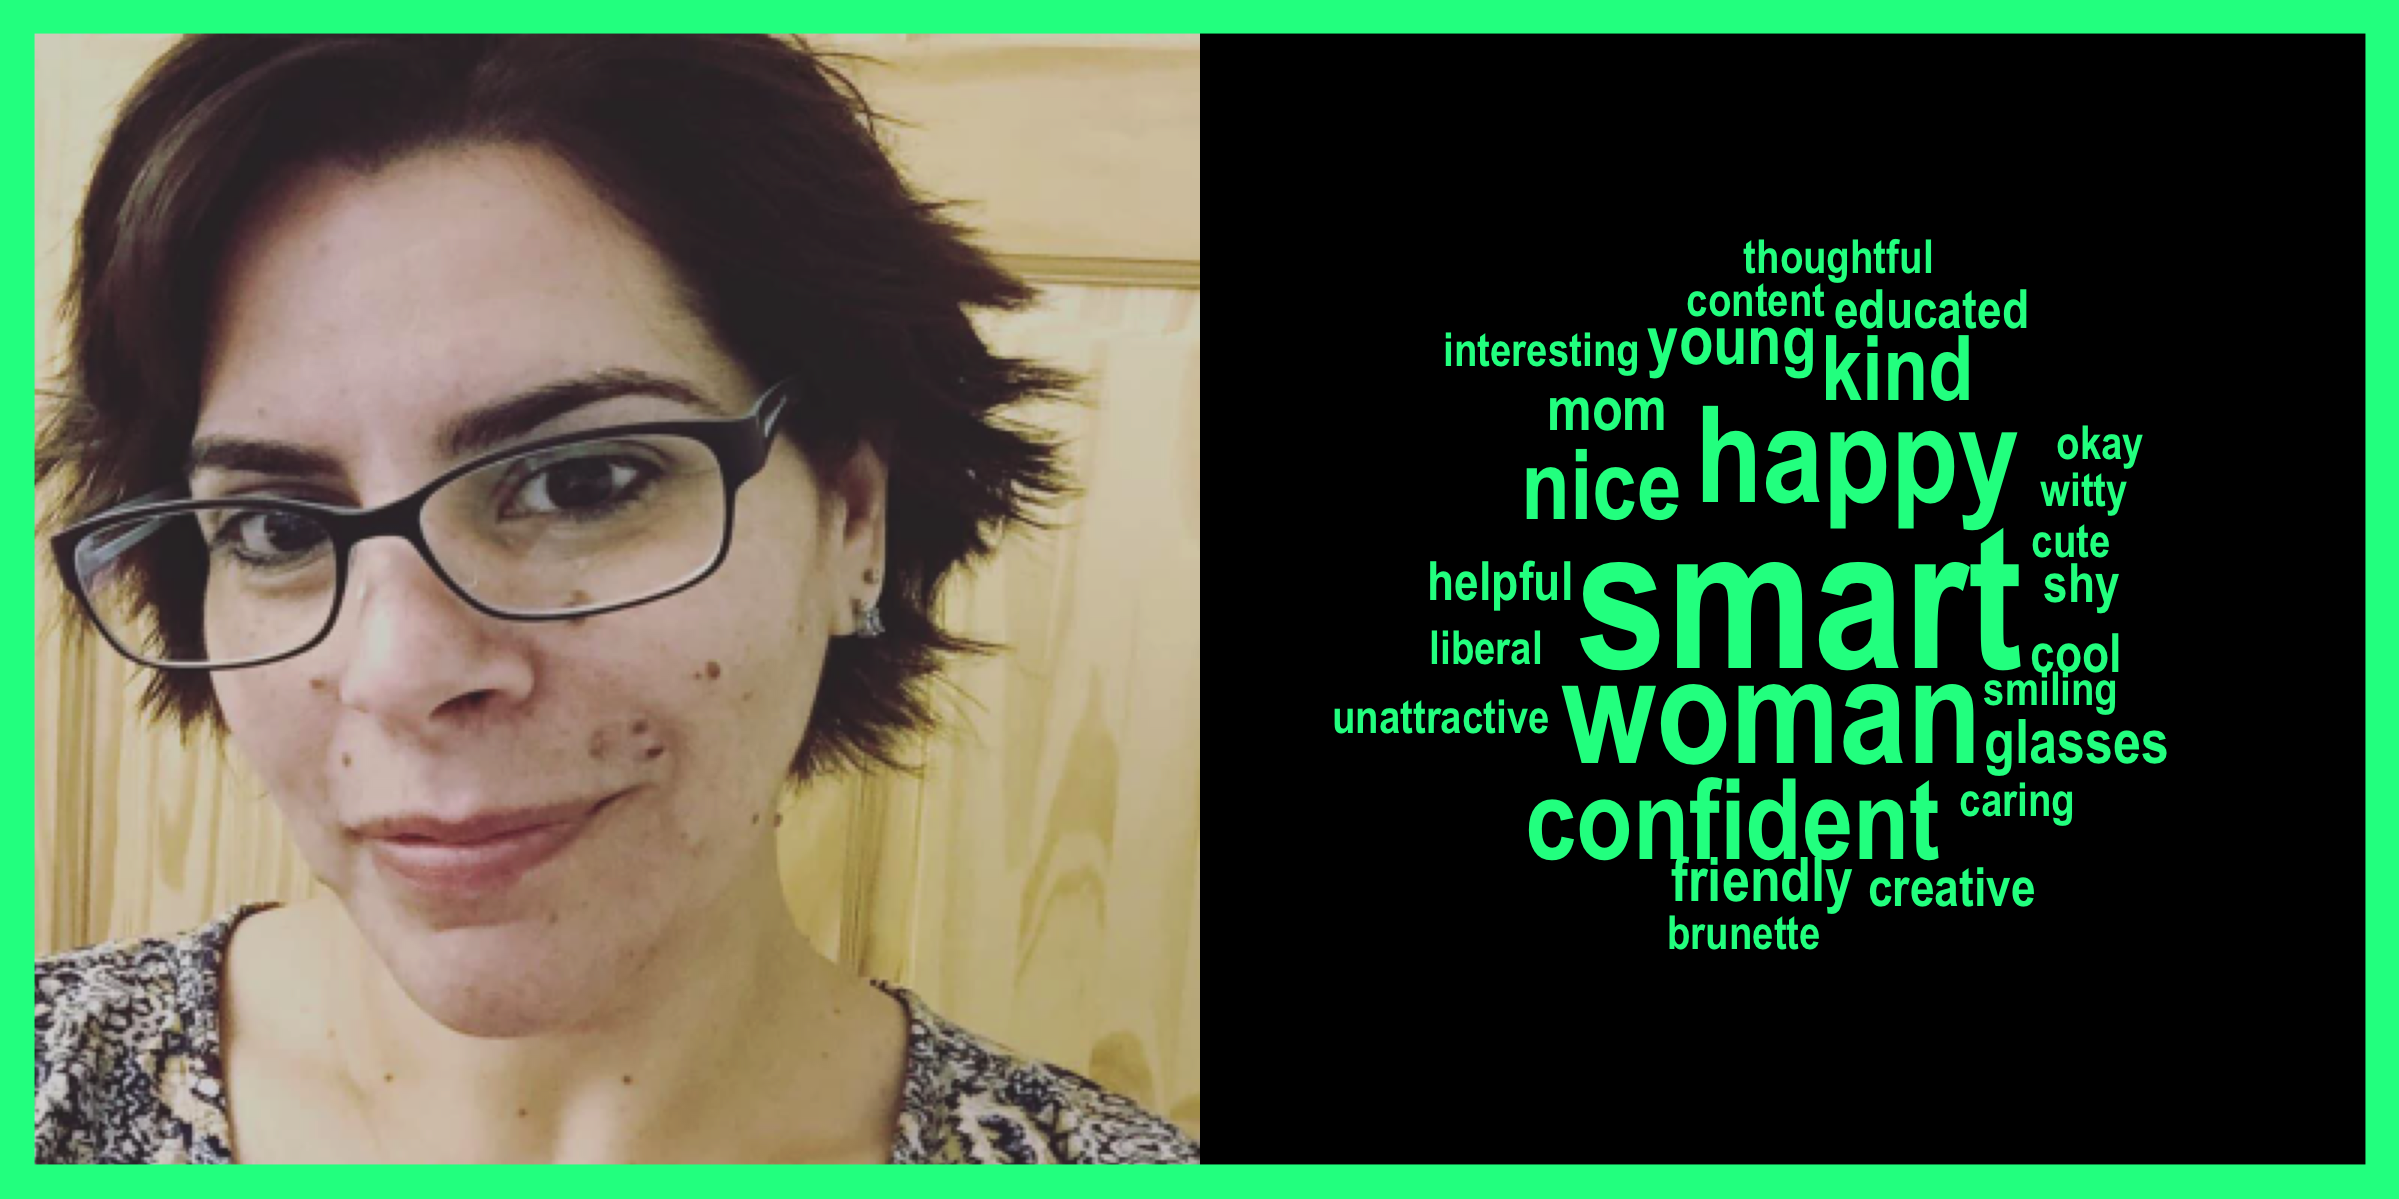 thoughtful
content educated
interesting young kind
mom happy okay
nice witty
cute
helpful smart shy
liberal cool
smiling
unattractive woman glasses
confident caring
friendly creative
brunette